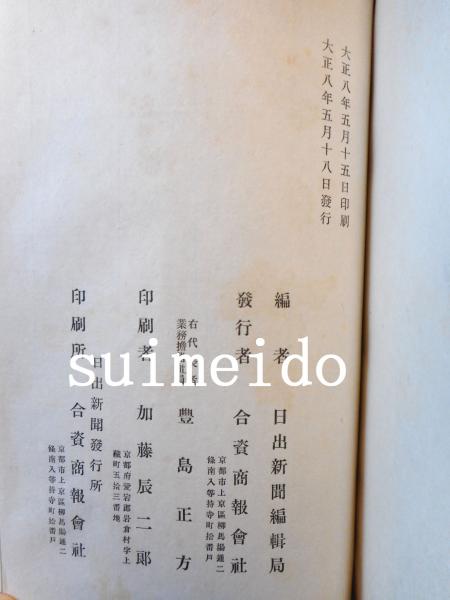 大正八年五月十五日印刷
大正八年五月十八日發行
編者 日出新聞編輯局
發行者 合資商報會社
京都市上京區柳馬場通二
條南入等持寺町拾番戸
右代表者
業務擔
豐島正方
印刷者 加藤辰二郎
京都府愛宕郡岩倉村字上
藏町五拾三番地
日出新聞發行所
印刷所 合資商報會社
京都市上京區柳馬場通二
條南入等持寺町拾番戸
suimeido